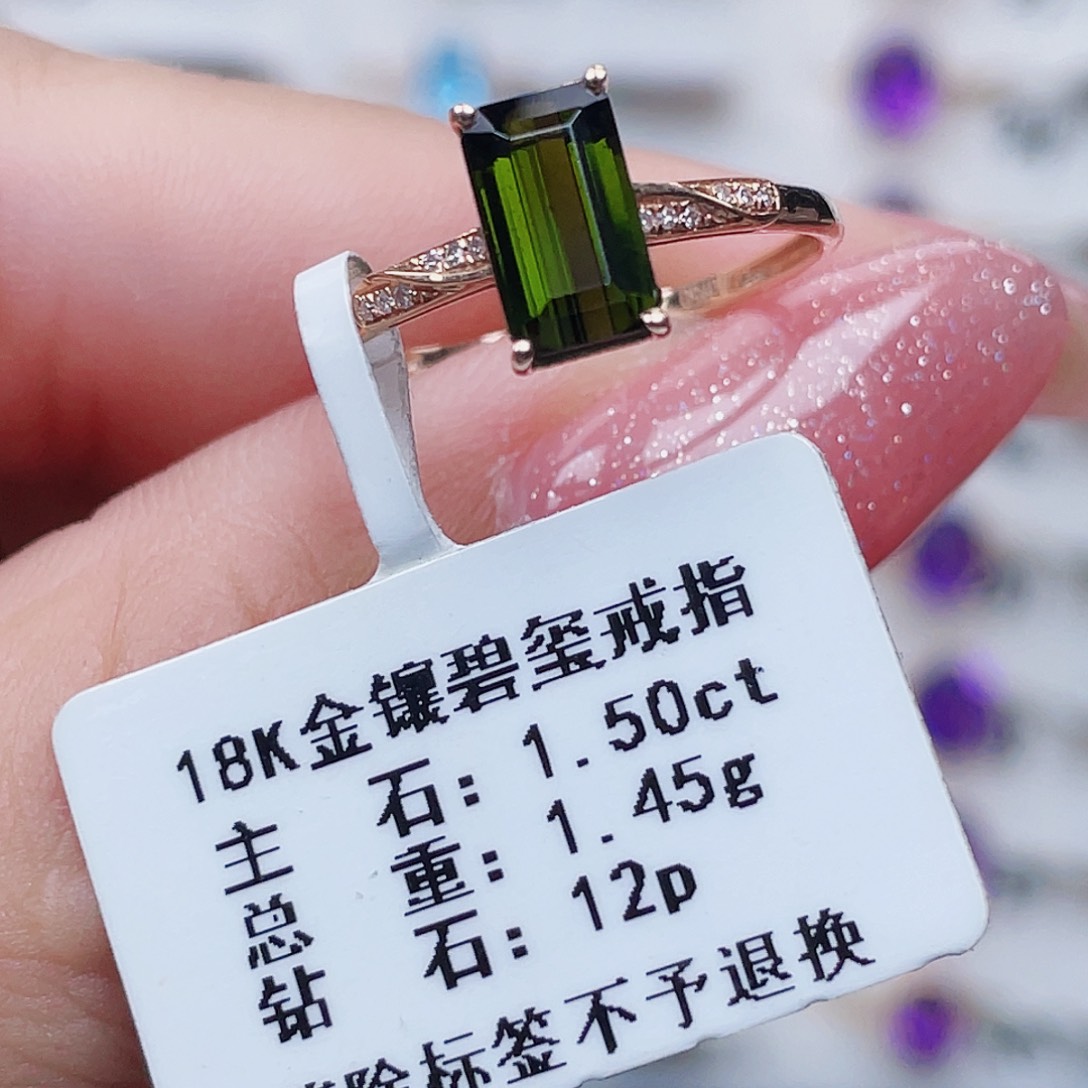 18K金镶碧玺戒指
主 石: 1.50ct
总 重: 1.45g
钻 石: 12p
除标签不予退换